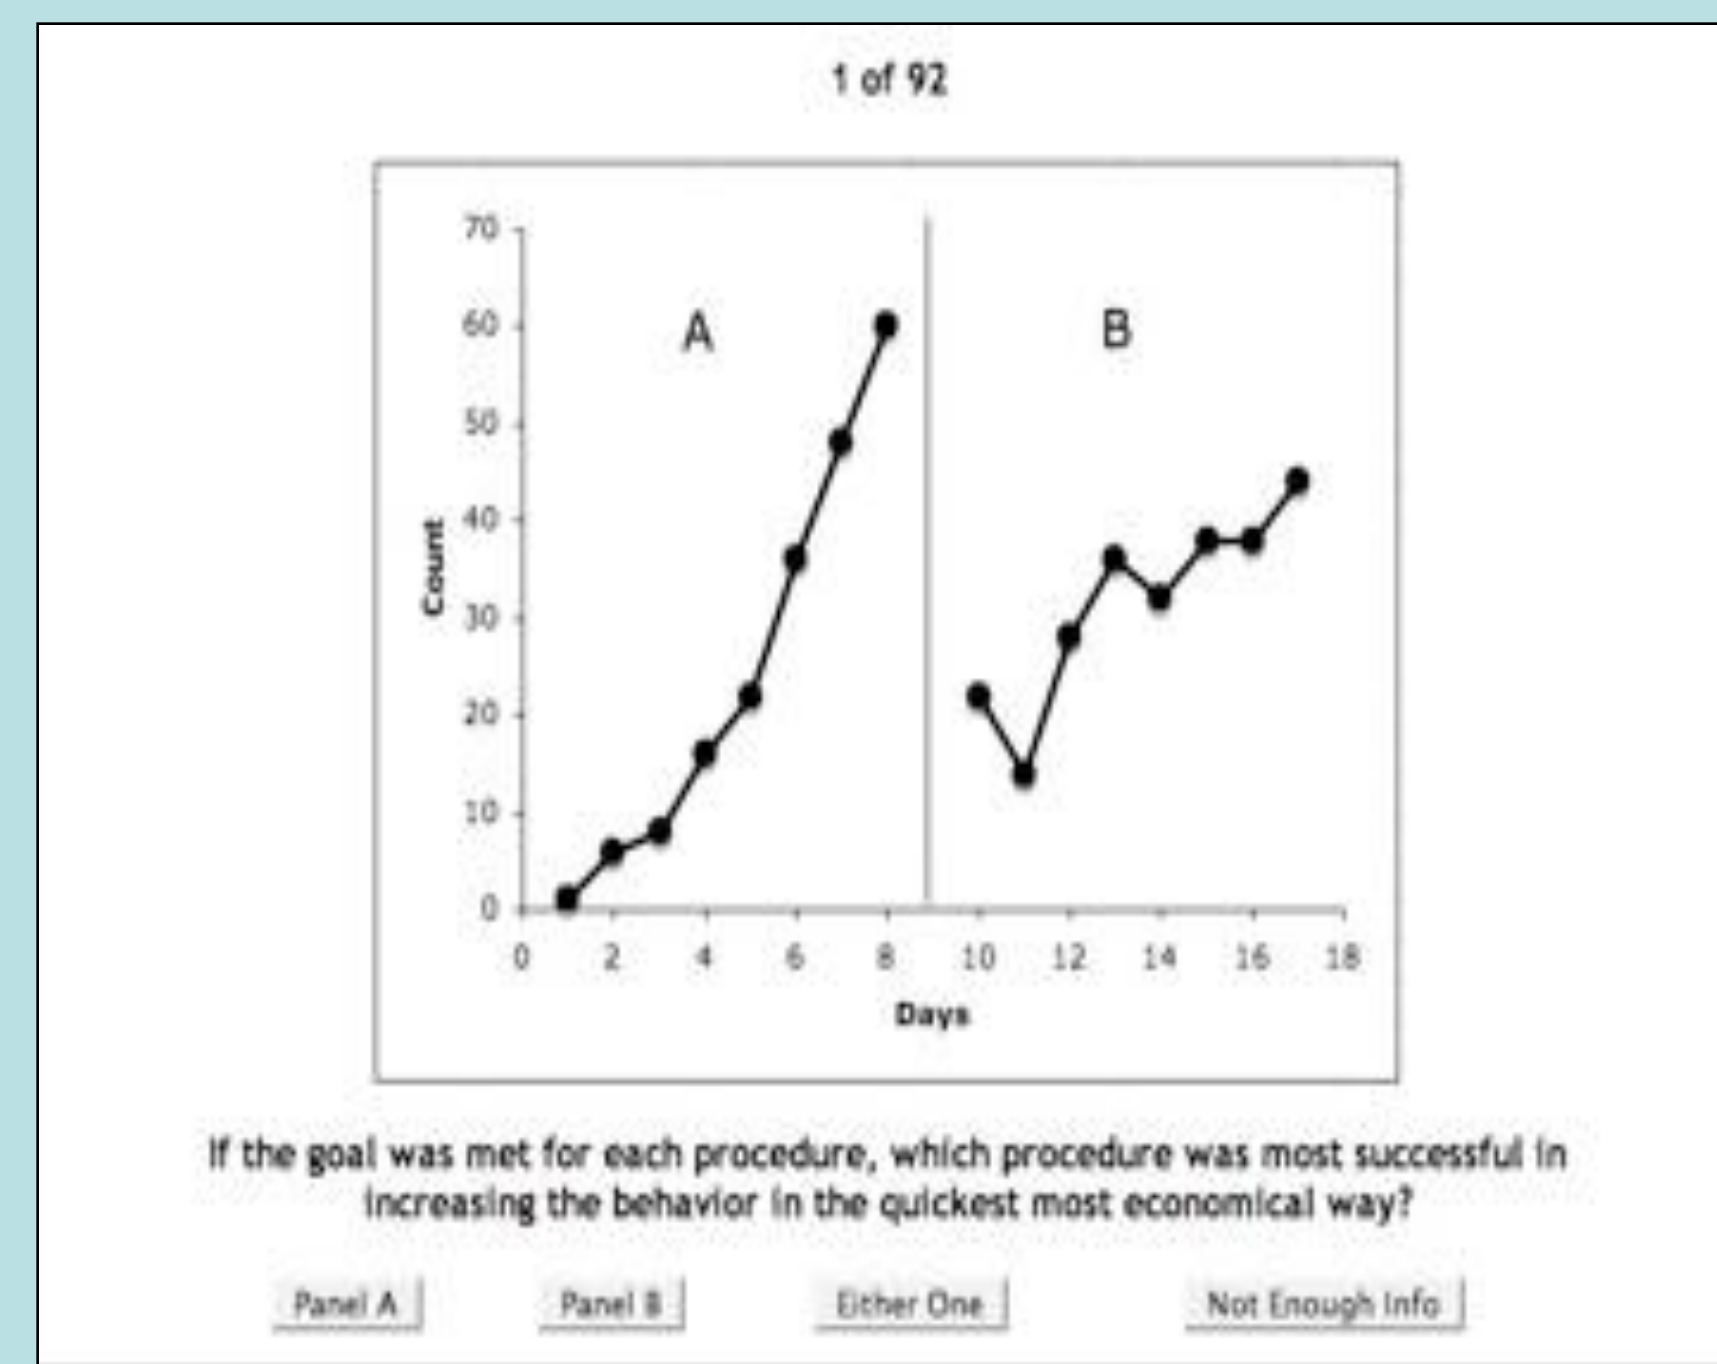 1 of 92
70
60
50
40
30
20
10
0
A
B
Count
0 2 4 6 8 10 12 14 16 18
Days
If the goal was met for each procedure, which procedure was most successful in
increasing the behavior in the quickest most economical way?
Panel A Panel B Either One Not Enough Info